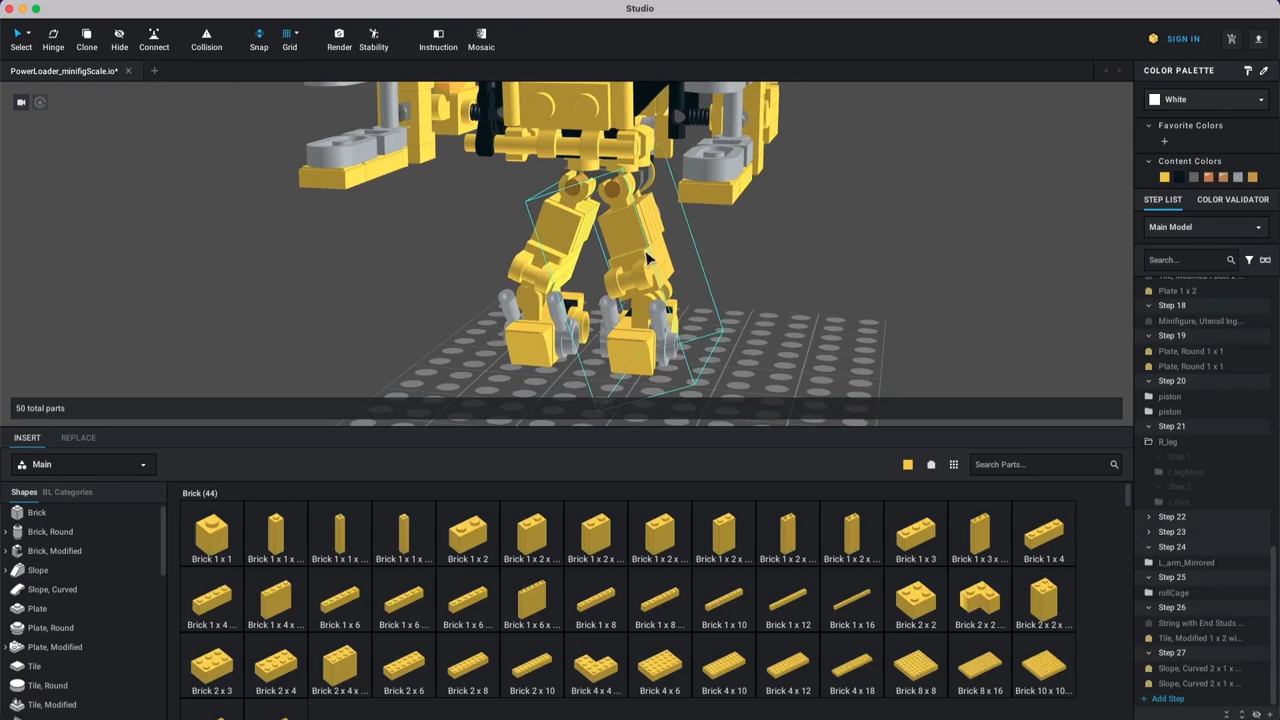 Studio
Select
Hinge
Clone
Hide
Connect
Collision
Snap
Grid
Render
Stability
Instruction
Mosaic
SIGN IN
PowerLoader_minifigScale.io*
COLOR PALETTE
White
Favorite Colors
Content Colors
STEP LIST
COLOR VALIDATOR
Main Model
Search...
Plate 1 x 2
Step 18
Minifigure, Utensil Ing...
Step 19
Plate, Round 1 x 1
Plate, Round 1 x 1
Step 20
piston
piston
Step 21
R_leg
Step 1
r_legMain
Step 2
Step 22
Step 23
Step 24
L_arm_Mirrored
Step 25
rollCage
Step 26
String with End Studs ...
Tile, Modified 1 x 2 wi...
Step 27
Slope, Curved 2 x 1 x ...
Slope, Curved 2 x 1 x ...
+ Add Step
50 total parts
INSERT
REPLACE
Main
Search Parts...
Shapes
BL Categories
Brick
Brick, Round
Brick, Modified
Slope
Slope, Curved
Plate
Plate, Round
Plate, Modified
Tile
Tile, Round
Tile, Modified
Brick (44)
Brick 1 x 1
Brick 1 x 1 x...
Brick 1 x 1 x...
Brick 1 x 1 x...
Brick 1 x 2
Brick 1 x 2 x...
Brick 1 x 2 x...
Brick 1 x 2 x...
Brick 1 x 2 x...
Brick 1 x 2 x...
Brick 1 x 2 x...
Brick 1 x 3
Brick 1 x 3 x...
Brick 1 x 4
Brick 1 x 4 ...
Brick 1 x 4 x...
Brick 1 x 6
Brick 1 x 6 ...
Brick 1 x 6 ...
Brick 1 x 6 x...
Brick 1 x 8
Brick 1 x 8 ...
Brick 1 x 10
Brick 1 x 12
Brick 1 x 16
Brick 2 x 2
Brick 2 x 2 ...
Brick 2 x 2 x...
Brick 2 x 3
Brick 2 x 4
Brick 2 x 4 x...
Brick 2 x 6
Brick 2 x 8
Brick 2 x 10
Brick 4 x 4 ...
Brick 4 x 6
Brick 4 x 10
Brick 4 x 12
Brick 4 x 18
Brick 8 x 8
Brick 8 x 16
Brick 10 x 10...